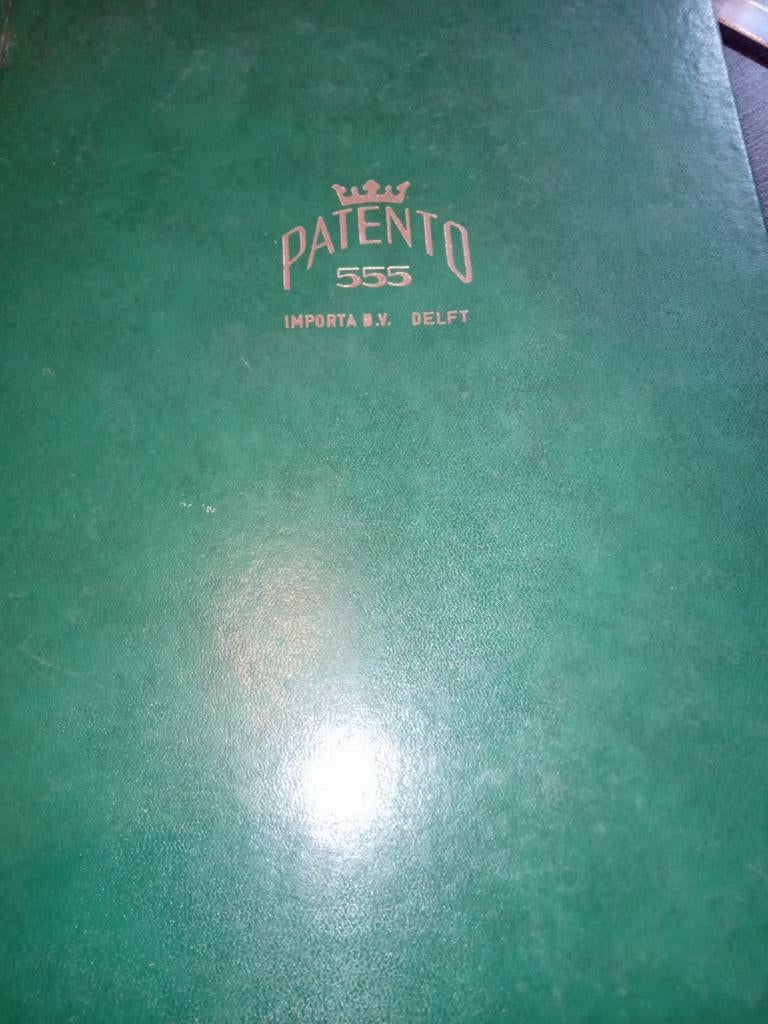 PATENTO
555
IMPORTA B.V. DELFT